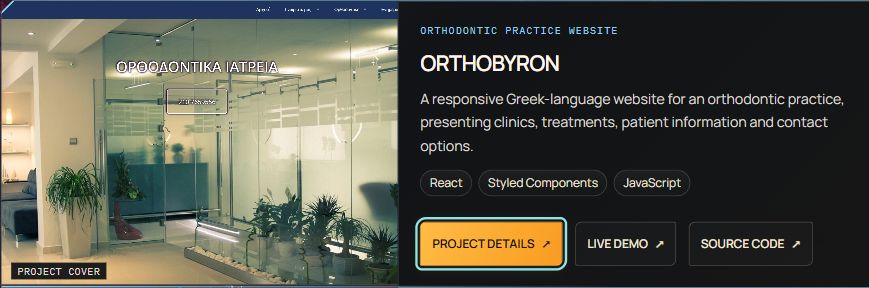 ΟΡΘΟΔΟΝΤΙΚΑ ΙΑΤΡΕΙΑ
PROJECT COVER
ORTHODONTIC PRACTICE WEBSITE
ORTHOBYRON
A responsive Greek-language website for an orthodontic practice,
presenting clinics, treatments, patient information and contact
options.
React
Styled Components
JavaScript
PROJECT DETAILS ↗
LIVE DEMO ↗
SOURCE CODE ↗